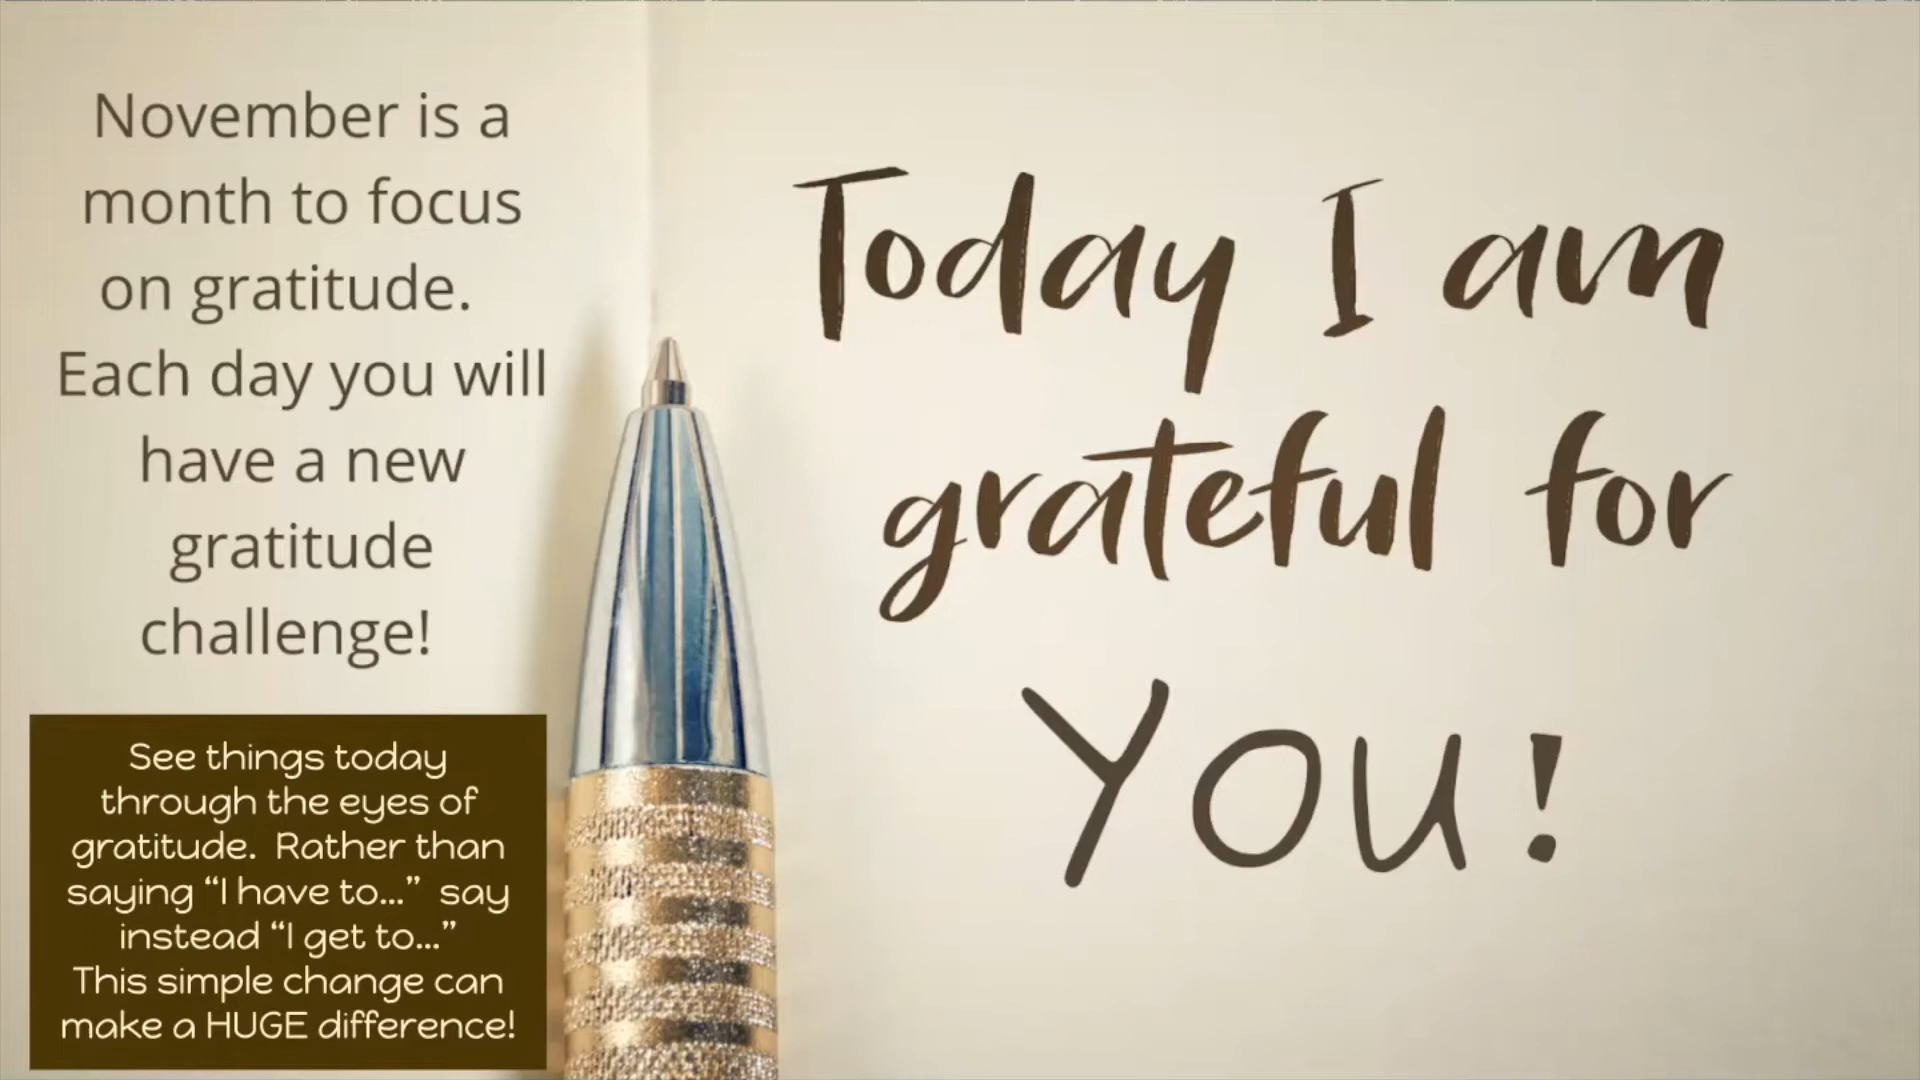 November is a
month to focus
on gratitude.
Each day you will
have a new
gratitude
challenge!
See things today
through the eyes of
gratitude. Rather than
saying “I have to...” say
instead “I get to...”
This simple change can
make a HUGE difference!
Today I am
grateful for
YOU!